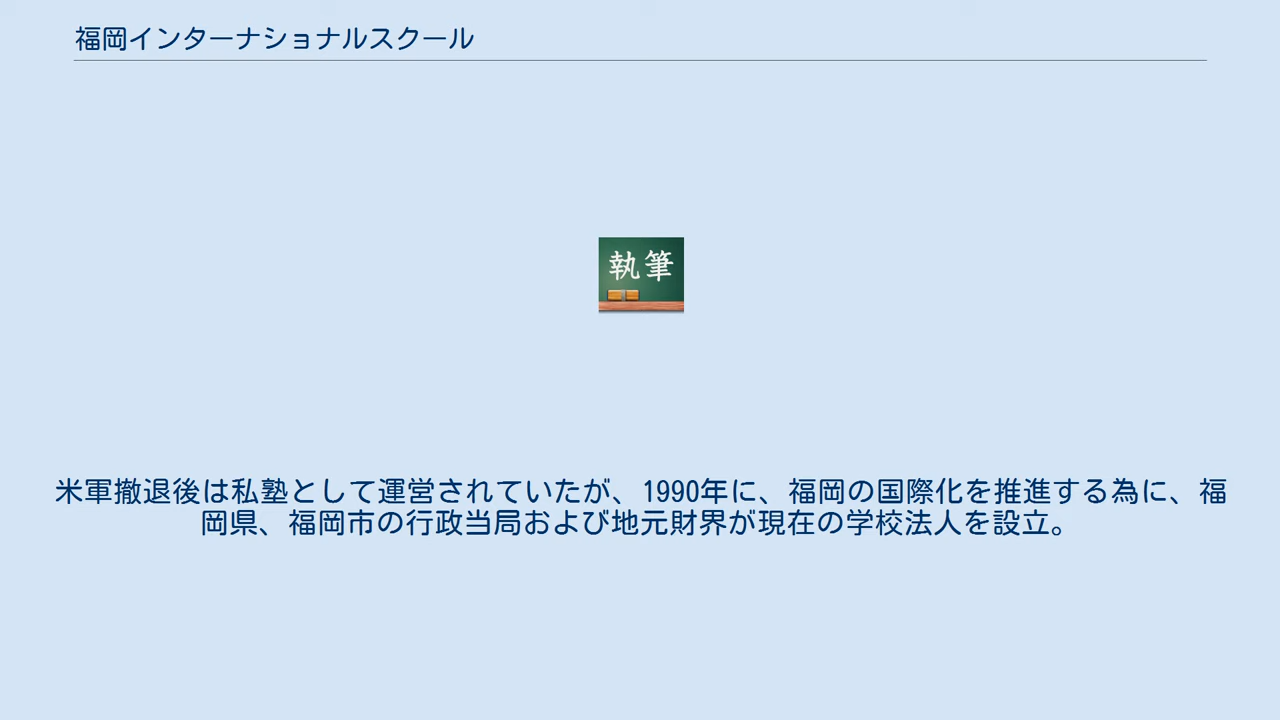 福岡インターナショナルスクール
執筆
米軍撤退後は私塾として運営されていたが、1990年に、福岡の国際化を推進する為に、福
岡県、福岡市の行政当局および地元財界が現在の学校法人を設立。